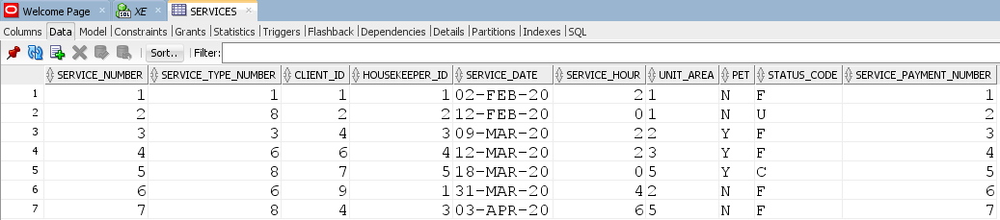 Welcome Page XE SERVICES
Columns Data Model Constraints Grants Statistics Triggers Flashback Dependencies Details Partitions Indexes SQL
Sort.. Filter:
SERVICE_NUMBER SERVICE_TYPE_NUMBER CLIENT_ID HOUSEKEEPER_ID SERVICE_DATE SERVICE_HOUR UNIT_AREA PET STATUS_CODE SERVICE_PAYMENT_NUMBER
1 1 1 1 1 02-FEB-20 2 1 N F 1
2 2 8 2 2 12-FEB-20 0 1 N U 2
3 3 3 4 3 09-MAR-20 2 2 Y F 3
4 4 6 6 4 12-MAR-20 2 3 Y F 4
5 5 8 7 5 18-MAR-20 0 5 Y C 5
6 6 6 9 1 31-MAR-20 4 2 N F 6
7 7 8 4 3 03-APR-20 6 5 N F 7